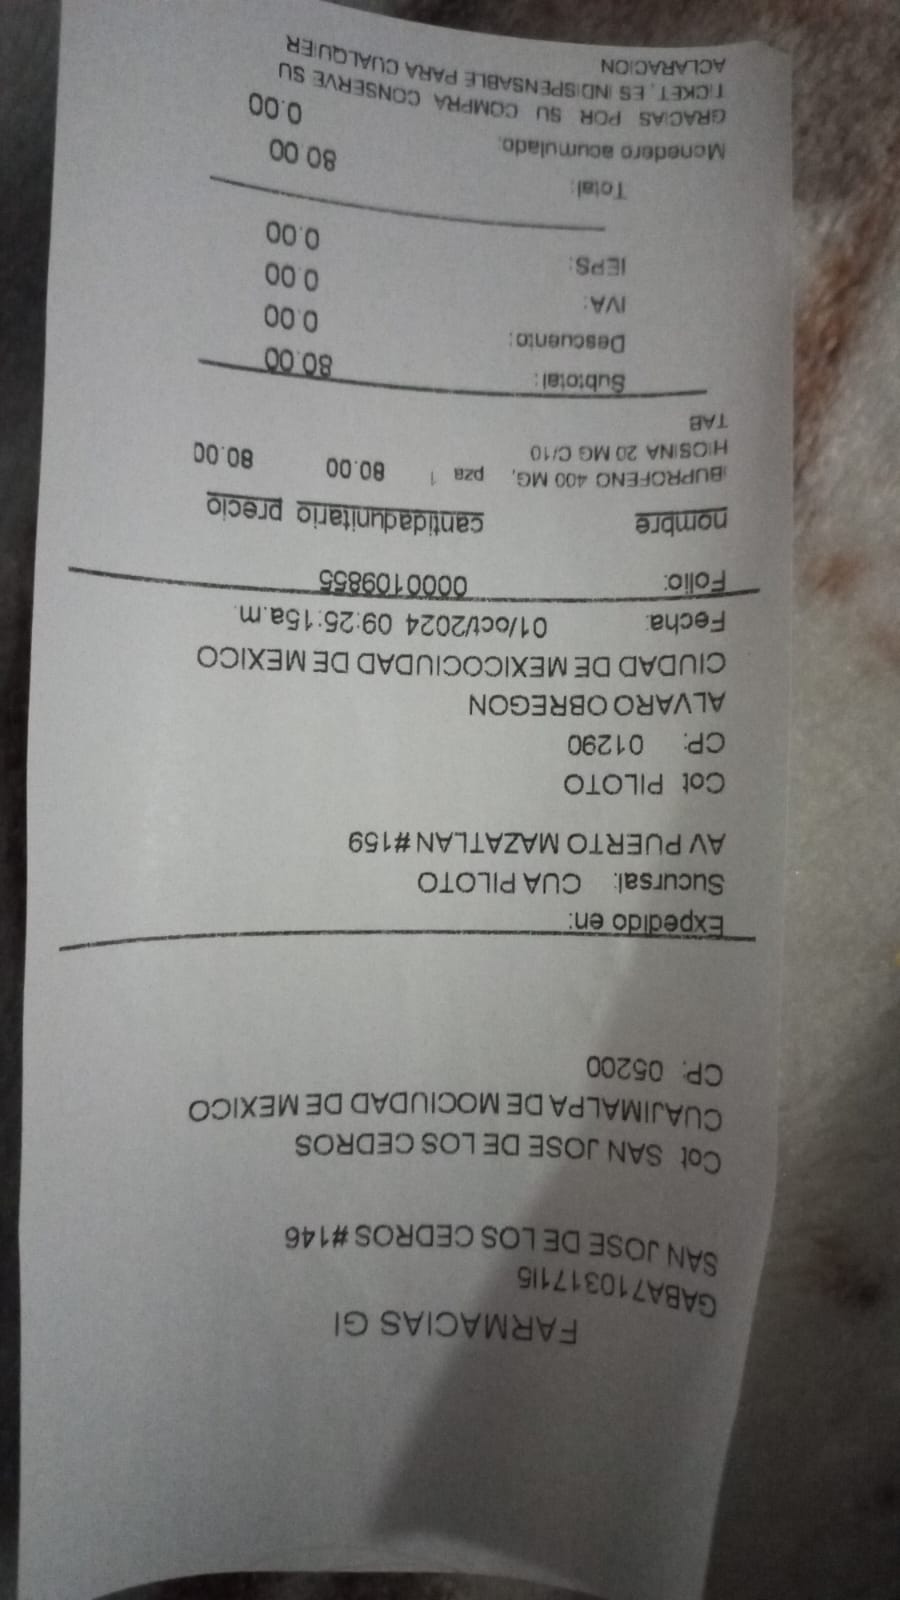 FARMACIAS GI
GABA7103171I5
SAN JOSE DE LOS CEDROS #146
Col SAN JOSE DE LOS CEDROS
CUAJIMALPA DE MOCIUDAD DE MEXICO
CP: 05200
Expedido en:
Sucursal: CUA PILOTO
AV PUERTO MAZATLAN #159
Col PILOTO
CP: 01290
ALVARO OBREGON
CIUDAD DE MEXICOCIUDAD DE MEXICO
Fecha: 01/oct/2024 09:25:15a.m.
Folio: 0000109855
nombre cantidadunitario precio
IBUPROFENO 400 MG, pza 1 80.00 80.00
HIOSINA 20 MG C/10
TAB
Subtotal: 80.00
Descuento: 0.00
IVA: 0.00
IEPS: 0.00
Total: 80.00
Monedero acumulado: 0.00
GRACIAS POR SU COMPRA CONSERVE SU
TICKET, ES INDISPENSABLE PARA CUALQUIER
ACLARACION